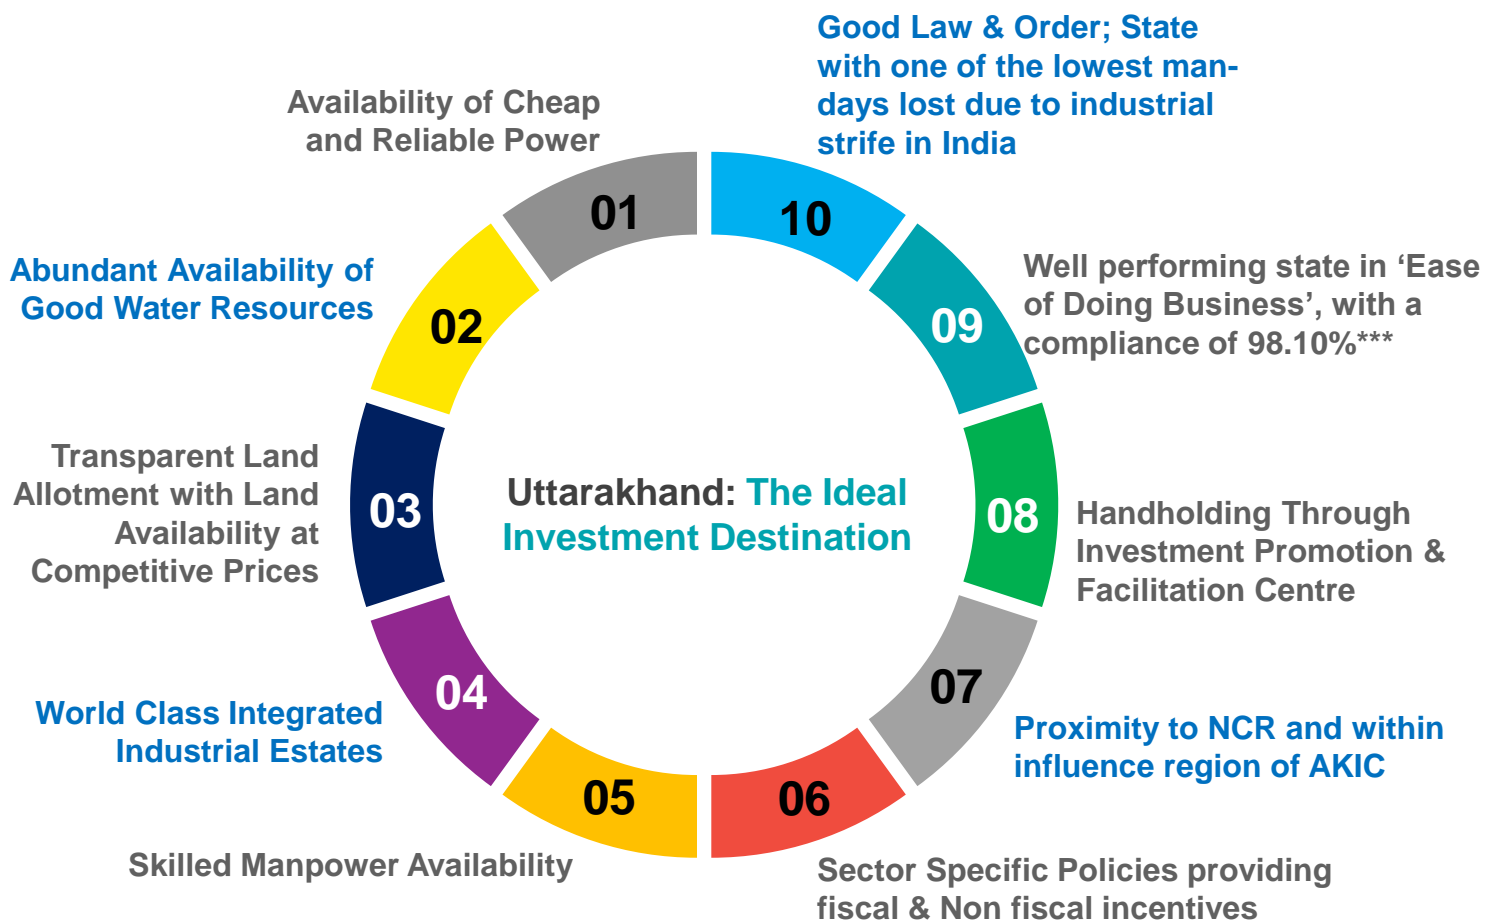 Availability of Cheap
and Reliable Power
01
Abundant Availability of
Good Water Resources
02
Transparent Land
Allotment with Land
Availability at
Competitive Prices
03
World Class Integrated
Industrial Estates
04
Skilled Manpower Availability
05
Sector Specific Policies providing
fiscal & Non fiscal incentives
06
Proximity to NCR and within
influence region of AKIC
07
Handholding Through
Investment Promotion &
Facilitation Centre
08
Well performing state in ‘Ease
of Doing Business’, with a
compliance of 98.10%***
09
Good Law & Order; State
with one of the lowest man-
days lost due to industrial
strife in India
10
Uttarakhand: The Ideal
Investment Destination